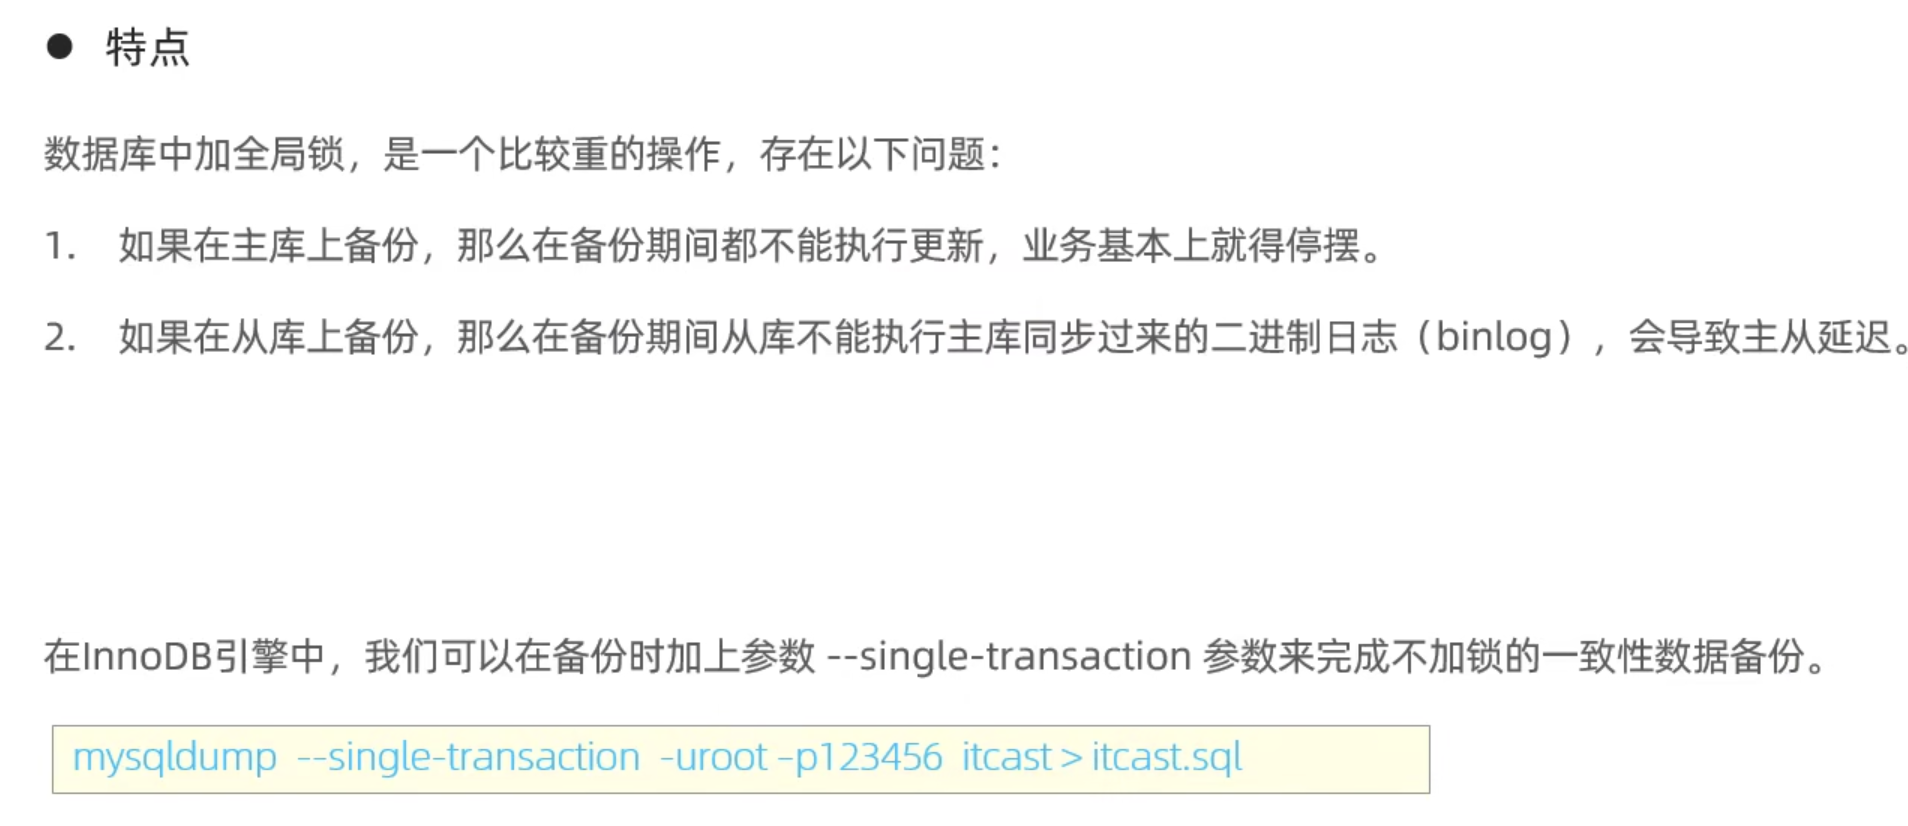 ● 特点
数据库中加全局锁，是一个比较重的操作，存在以下问题：
1. 如果在主库上备份，那么在备份期间都不能执行更新，业务基本上就得停摆。
2. 如果在从库上备份，那么在备份期间从库不能执行主库同步过来的二进制日志（binlog），会导致主从延迟。
在InnoDB引擎中，我们可以在备份时加上参数 --single-transaction 参数来完成不加锁的一致性数据备份。
mysqldump --single-transaction -uroot –p123456 itcast > itcast.sql